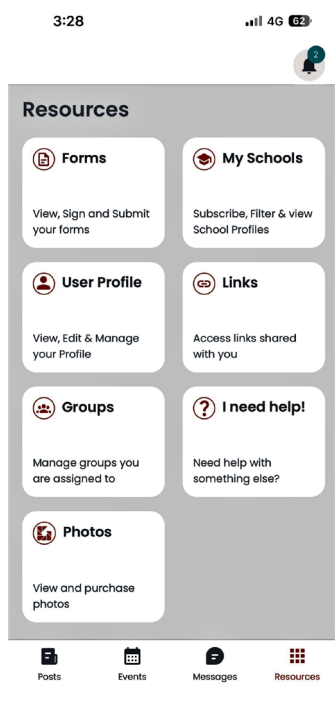 3:28 4G 62
2
Resources
Forms
View, Sign and Submit
your forms
My Schools
Subscribe, Filter & view
School Profiles
User Profile
View, Edit & Manage
your Profile
Links
Access links shared
with you
Groups
Manage groups you
are assigned to
I need help!
Need help with
something else?
Photos
View and purchase
photos
Posts Events Messages Resources